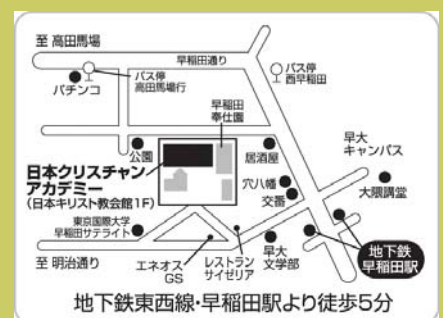 至 高田馬場
早稲田通り
バス停
高田馬場行
パチンコ
バス停
西早稲田
早稲田
奉仕園
公園
居酒屋
早大
キャンパス
日本クリスチャン
アカデミー
(日本キリスト教会館1F)
穴八幡
交番
大隈講堂
東京国際大学
早稲田サテライト
地下鉄
早稲田駅
至 明治通り
エネオス
GS
レストラン
サイゼリア
早大
文学部
地下鉄東西線・早稲田駅より徒歩5分